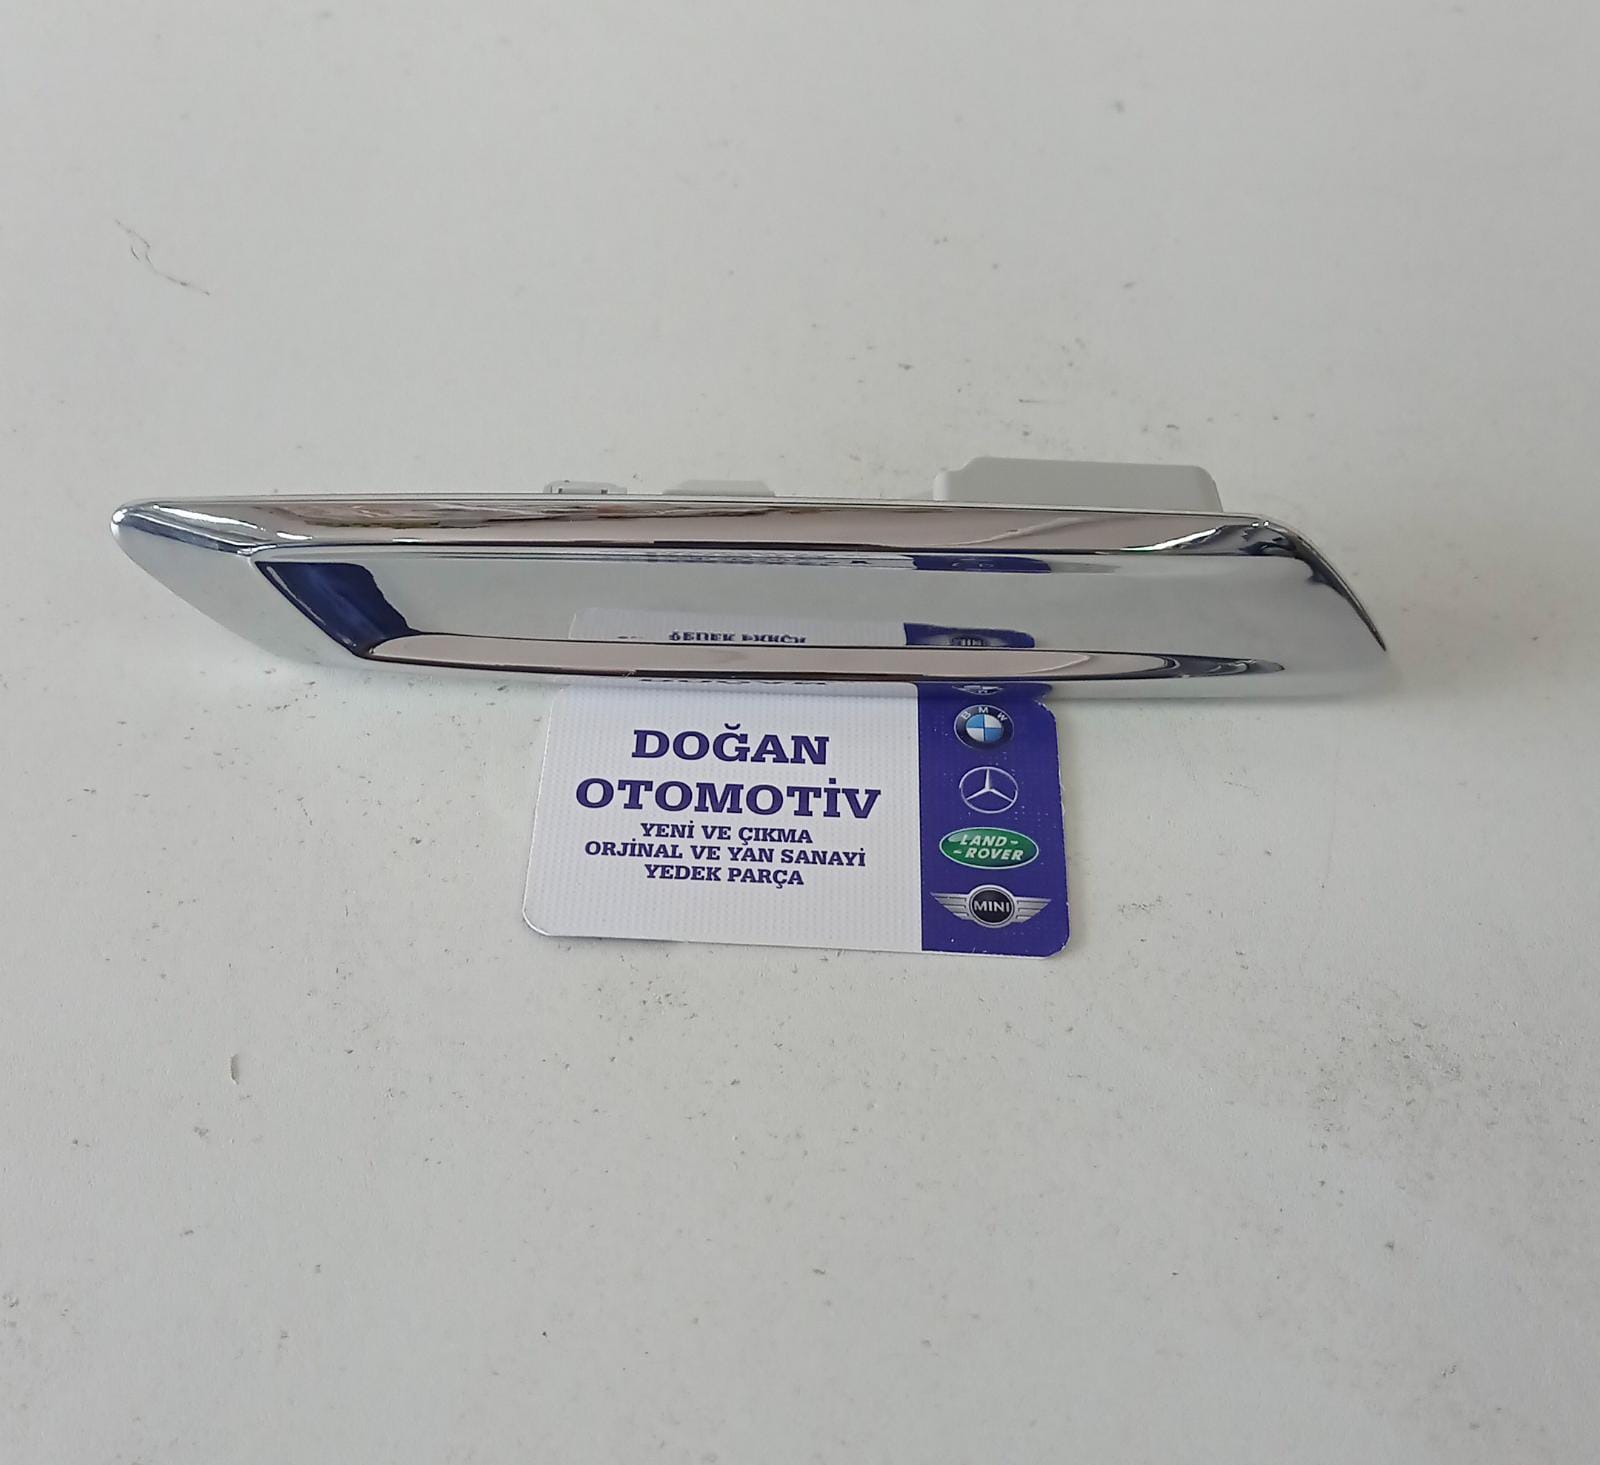 DOĞAN
OTOMOTİV
YENİ VE ÇIKMA
ORJİNAL VE YAN SANAYİ
YEDEK PARÇA
BMW
LAND-
-ROVER
MINI